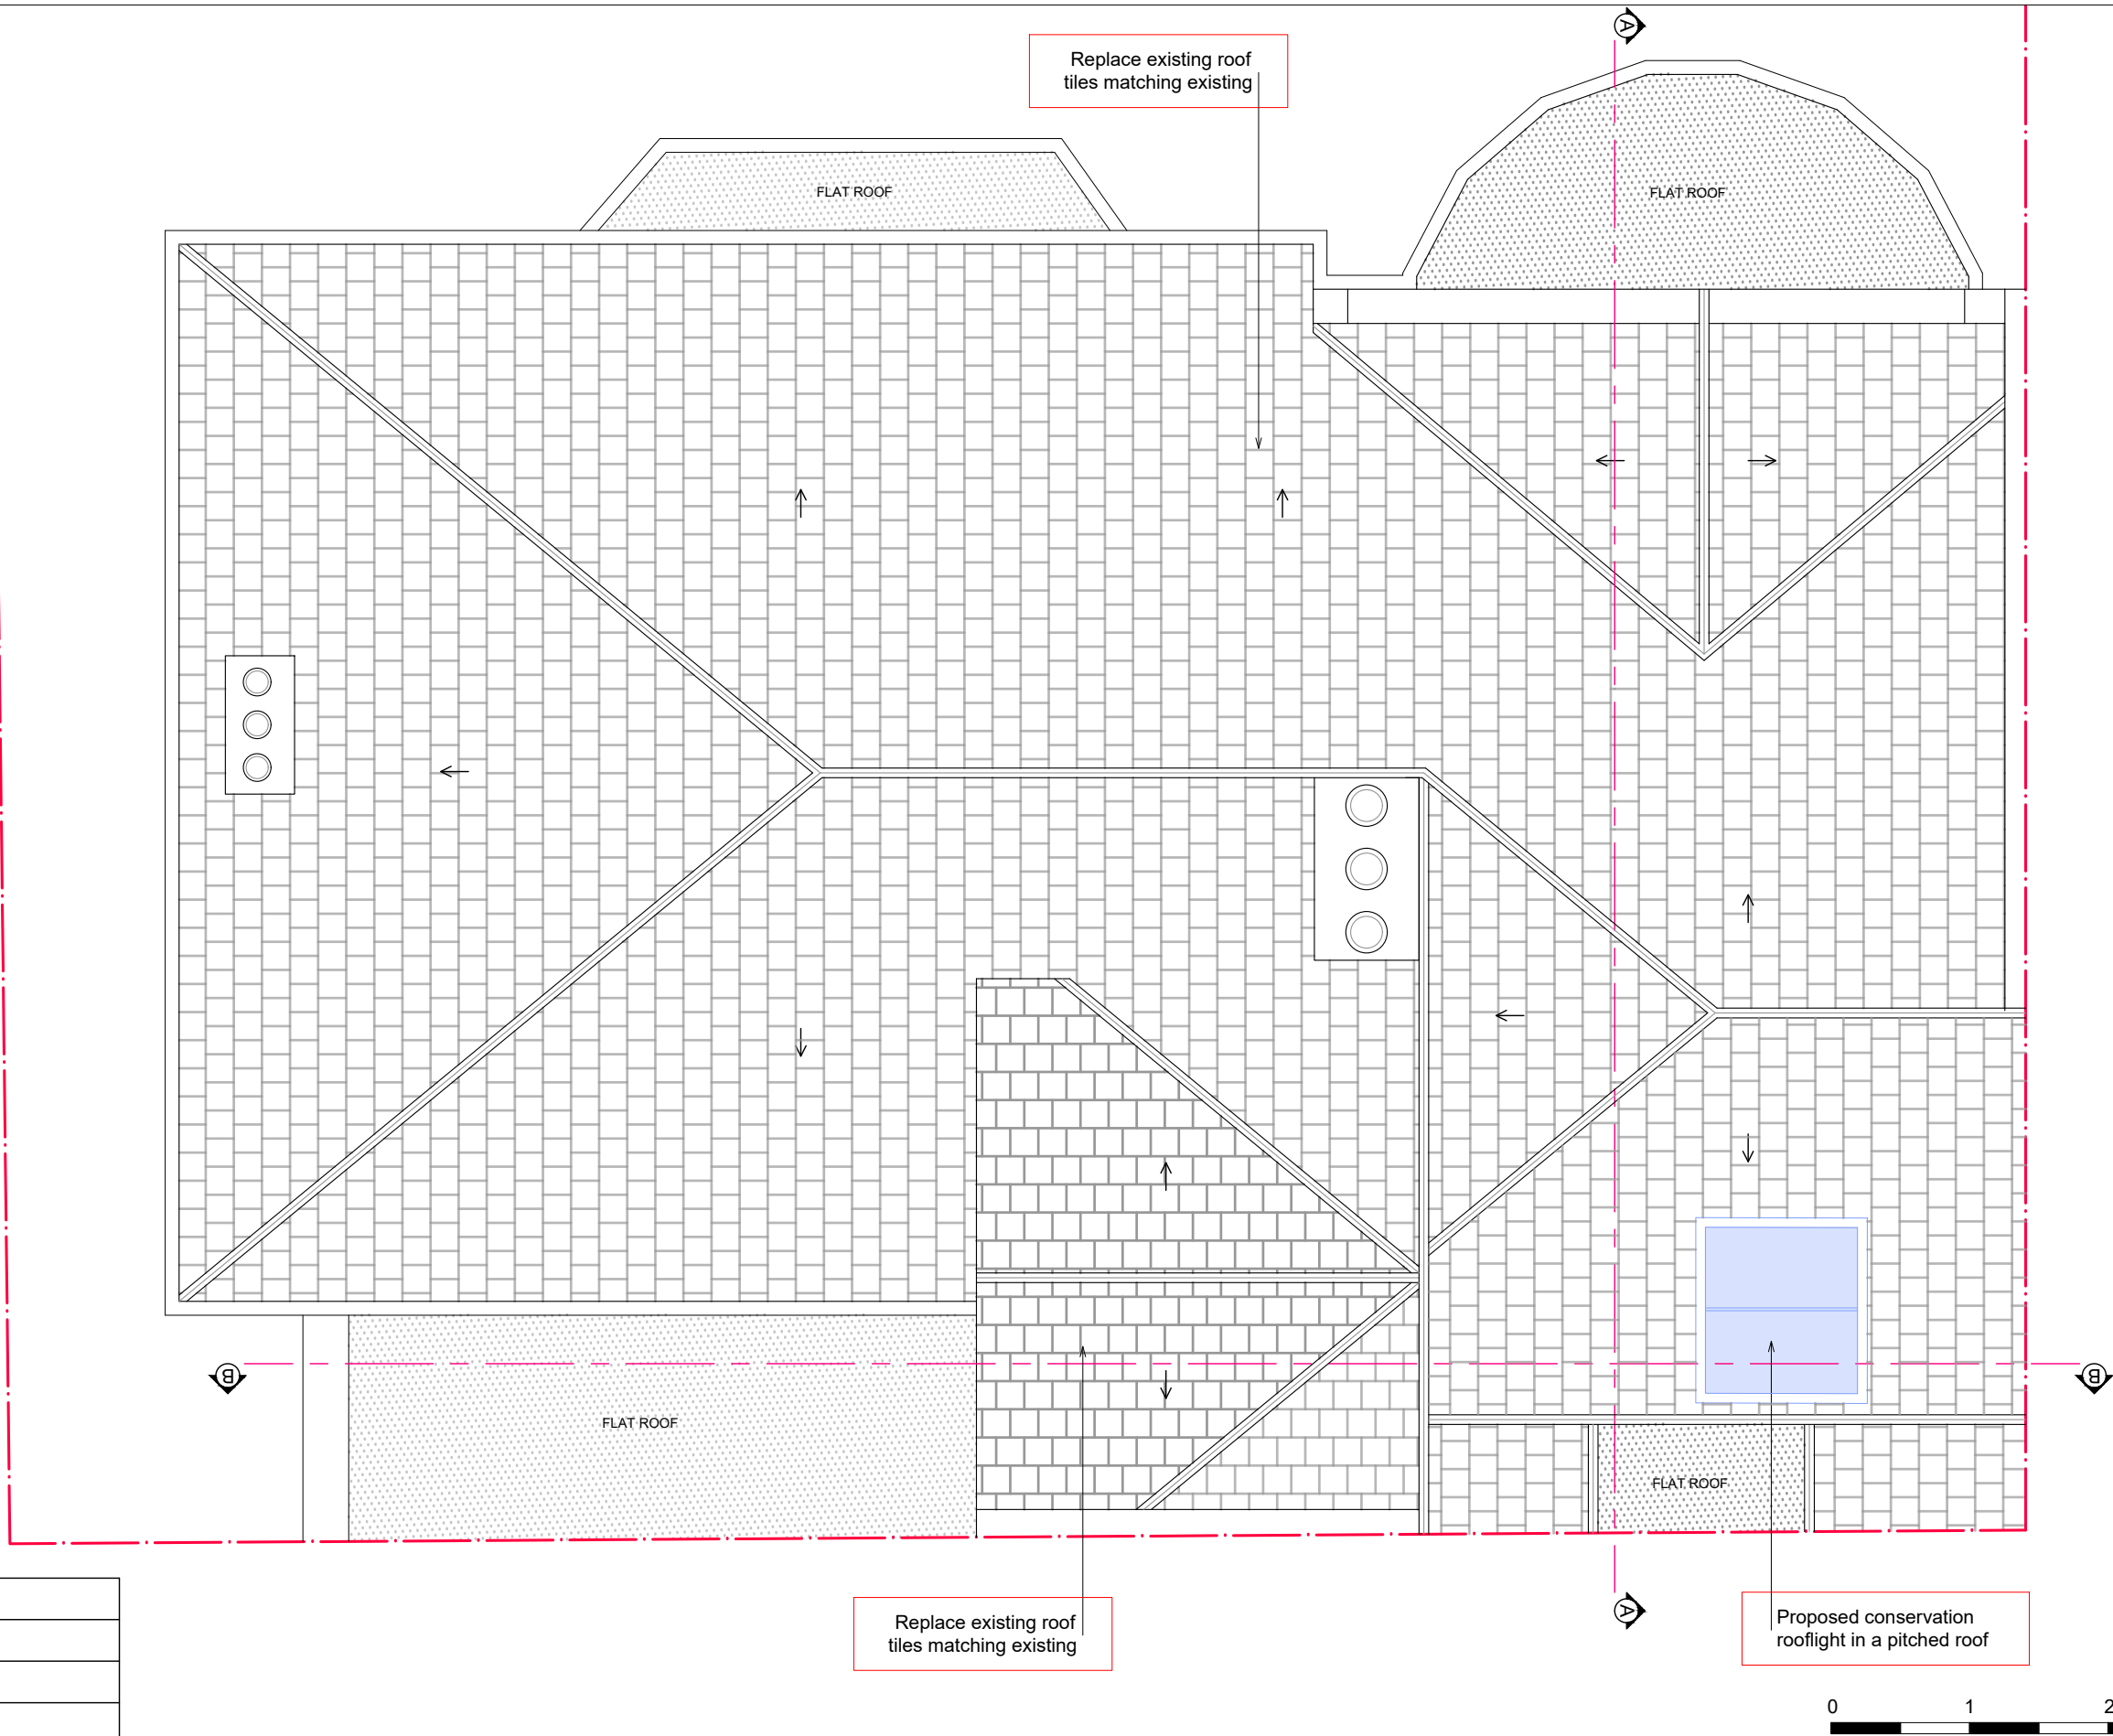 A
Replace existing roof
tiles matching existing
FLAT ROOF
FLAT ROOF
B
B
FLAT ROOF
FLAT ROOF
A
Replace existing roof
tiles matching existing
Proposed conservation
rooflight in a pitched roof
0 1 2